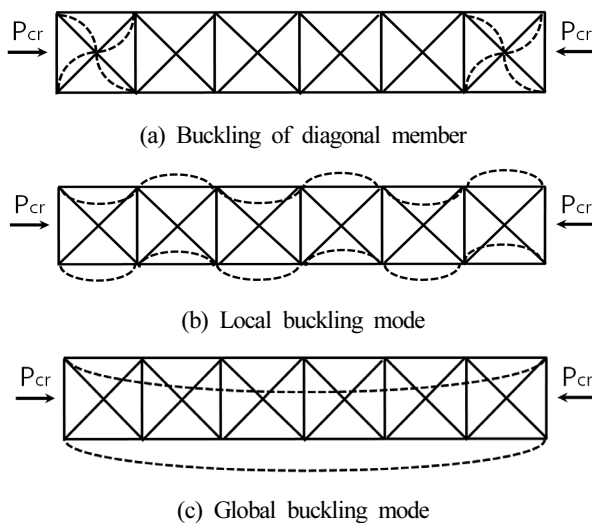 Pcr Pcr
(a) Buckling of diagonal member
Pcr Pcr
(b) Local buckling mode
Pcr Pcr
(c) Global buckling mode